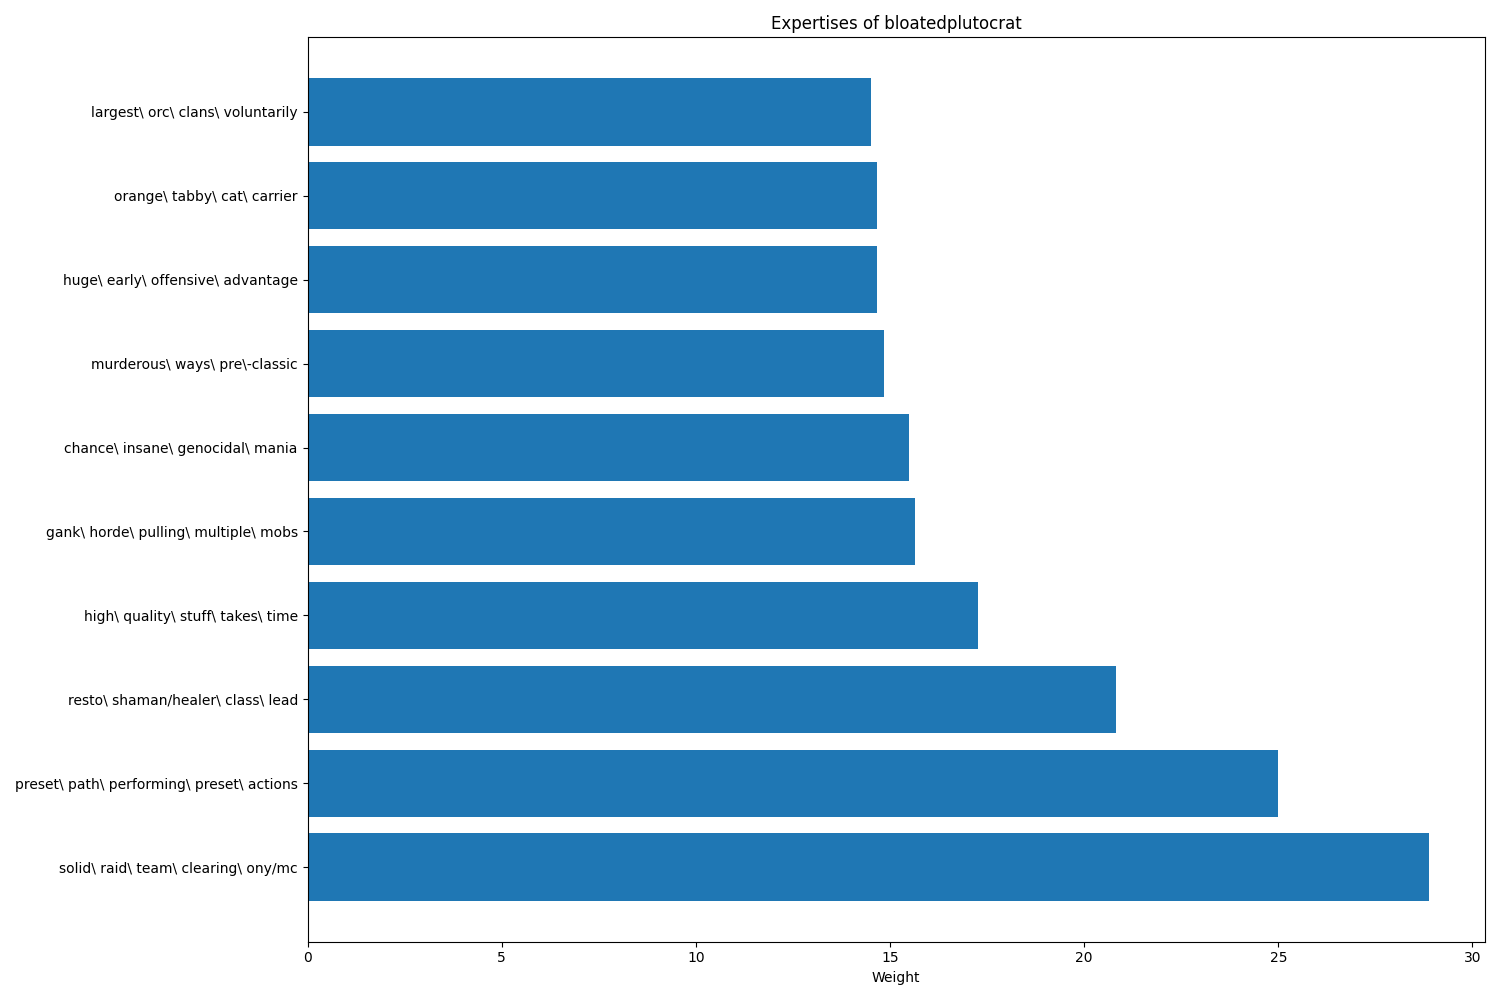 Expertises of bloatedplutocrat
largest\ orc\ clans\ voluntarily
orange\ tabby\ cat\ carrier
huge\ early\ offensive\ advantage
murderous\ ways\ pre\-classic
chance\ insane\ genocidal\ mania
gank\ horde\ pulling\ multiple\ mobs
high\ quality\ stuff\ takes\ time
resto\ shaman/healer\ class\ lead
preset\ path\ performing\ preset\ actions
solid\ raid\ team\ clearing\ ony/mc
0 5 10 15 20 25 30
Weight